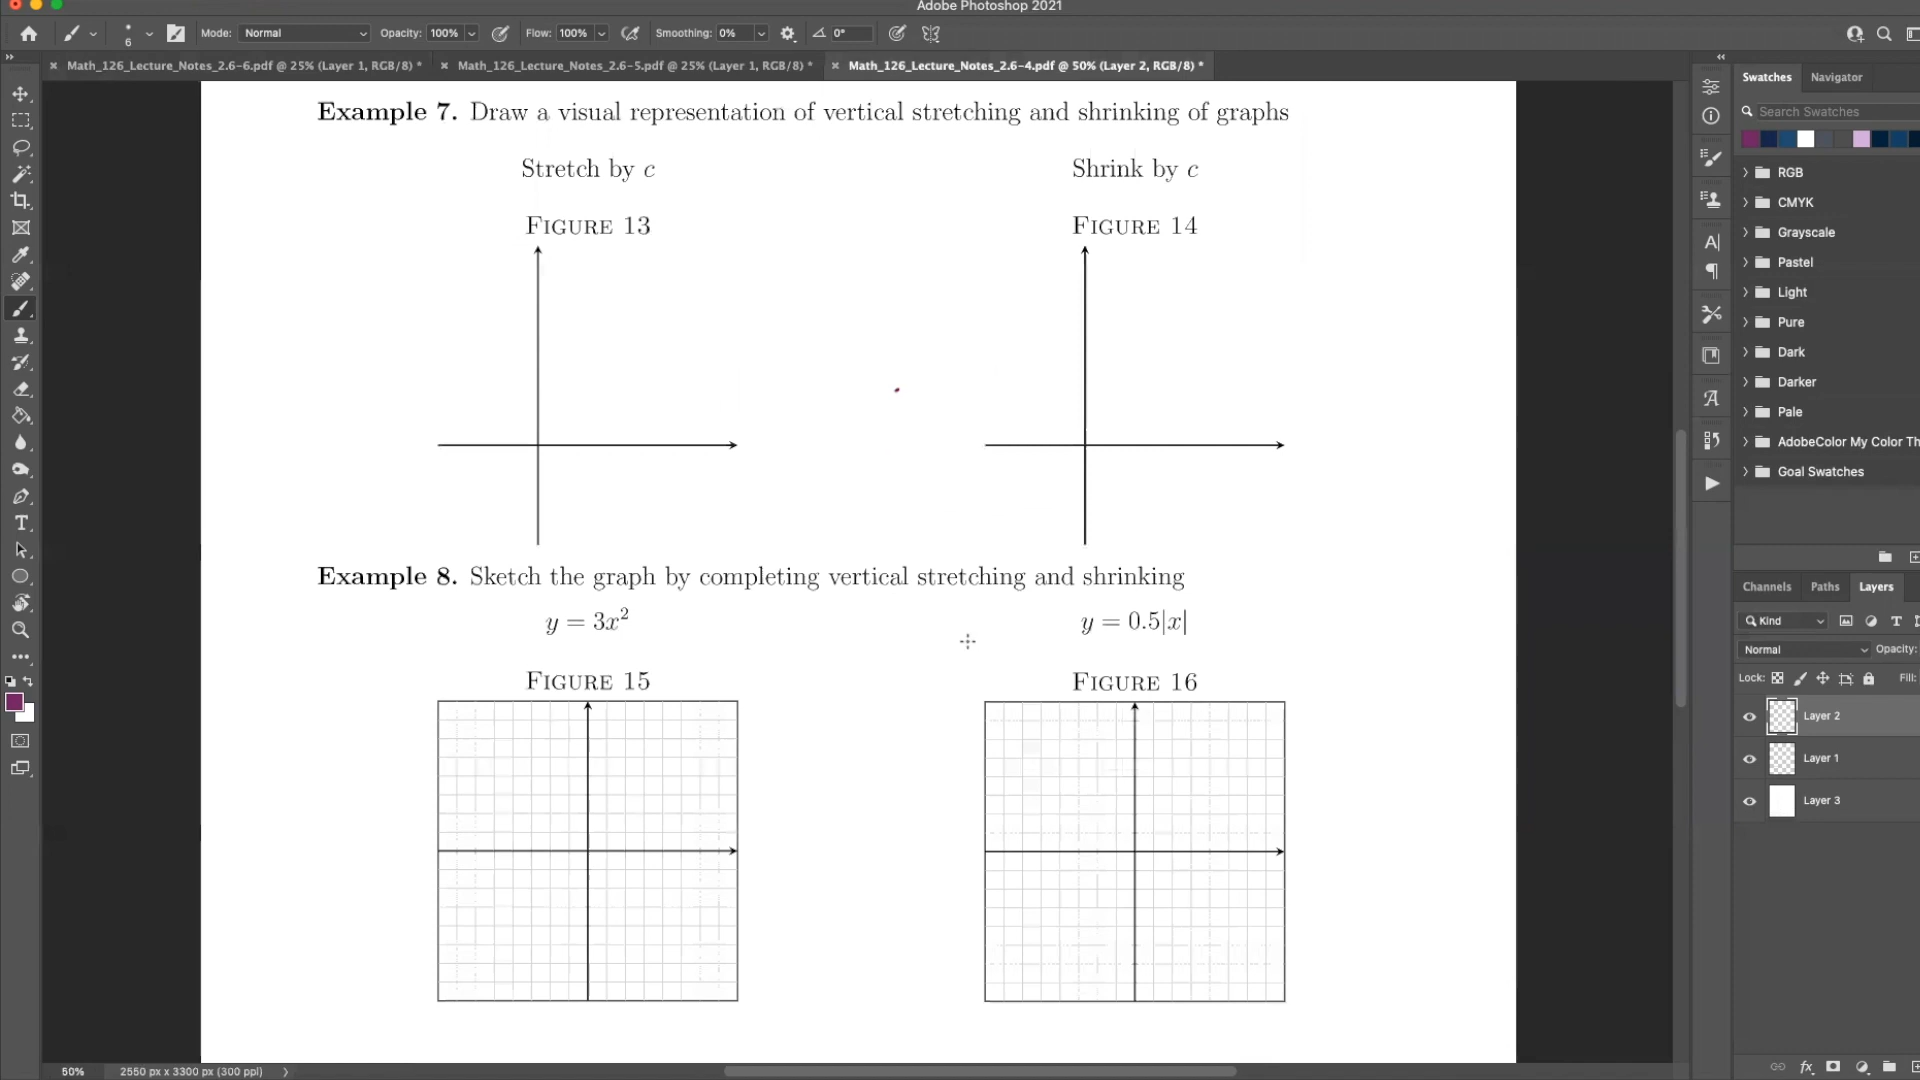 Adobe Photoshop 2021
6
Mode: Normal
Opacity: 100%
Flow: 100%
Smoothing: 0%
0°
Math_126_Lecture_Notes_2.6-6.pdf @ 25% (Layer 1, RGB/8) *
Math_126_Lecture_Notes_2.6-5.pdf @ 25% (Layer 1, RGB/8) *
Math_126_Lecture_Notes_2.6-4.pdf @ 50% (Layer 2, RGB/8) *
Example 7. Draw a visual representation of vertical stretching and shrinking of graphs
Stretch by c
Shrink by c
Figure 13
Figure 14
Example 8. Sketch the graph by completing vertical stretching and shrinking
y = 3x²
y = 0.5|x|
Figure 15
Figure 16
Swatches
Navigator
Search Swatches
RGB
CMYK
Grayscale
Pastel
Light
Pure
Dark
Darker
Pale
AdobeColor My Color Th
Goal Swatches
Channels
Paths
Layers
Kind
Normal
Opacity:
Lock:
Fill:
Layer 2
Layer 1
Layer 3
50%
2550 px x 3300 px (300 ppi)